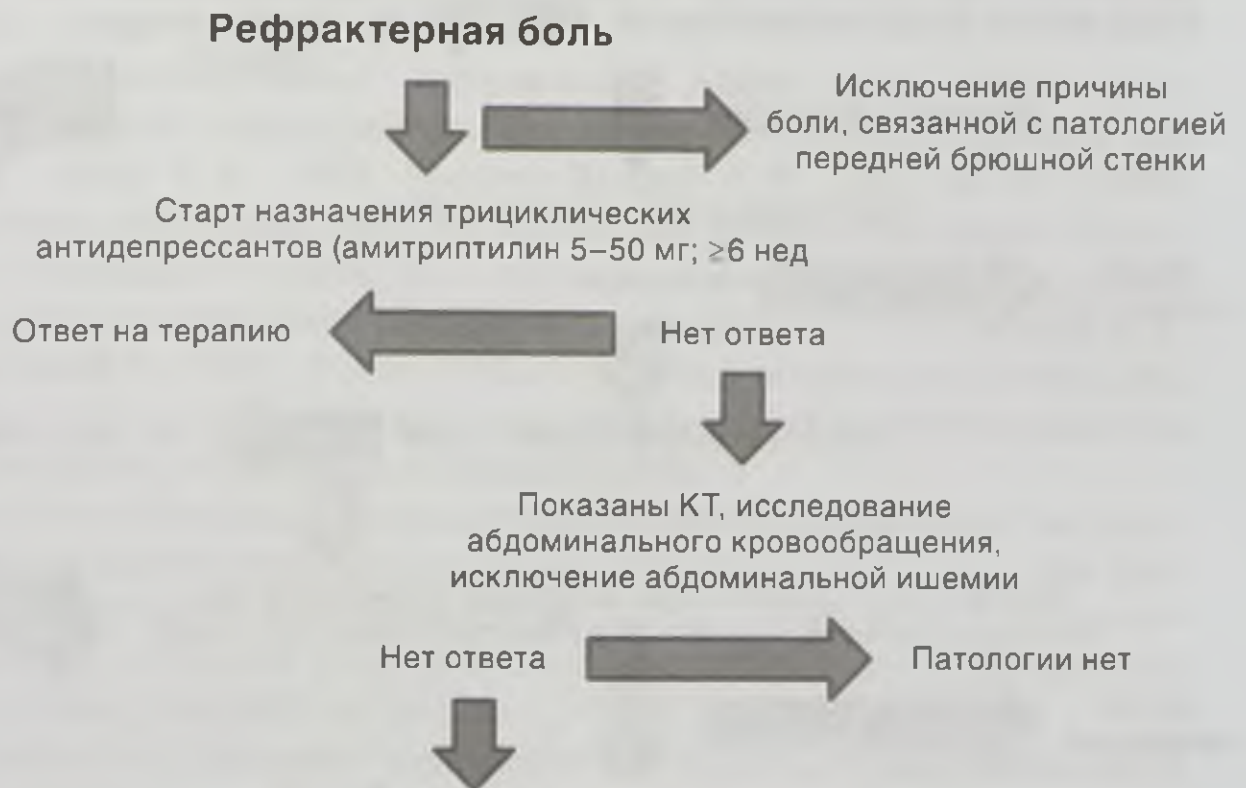 Рефрактерная боль
Исключение причины
боли, связанной с патологией
передней брюшной стенки
Старт назначения трициклических
антидепрессантов (амитриптилин 5–50 мг; ≥6 нед
Ответ на терапию
Нет ответа
Показаны КТ, исследование
абдоминального кровообращения,
исключение абдоминальной ишемии
Нет ответа
Патологии нет